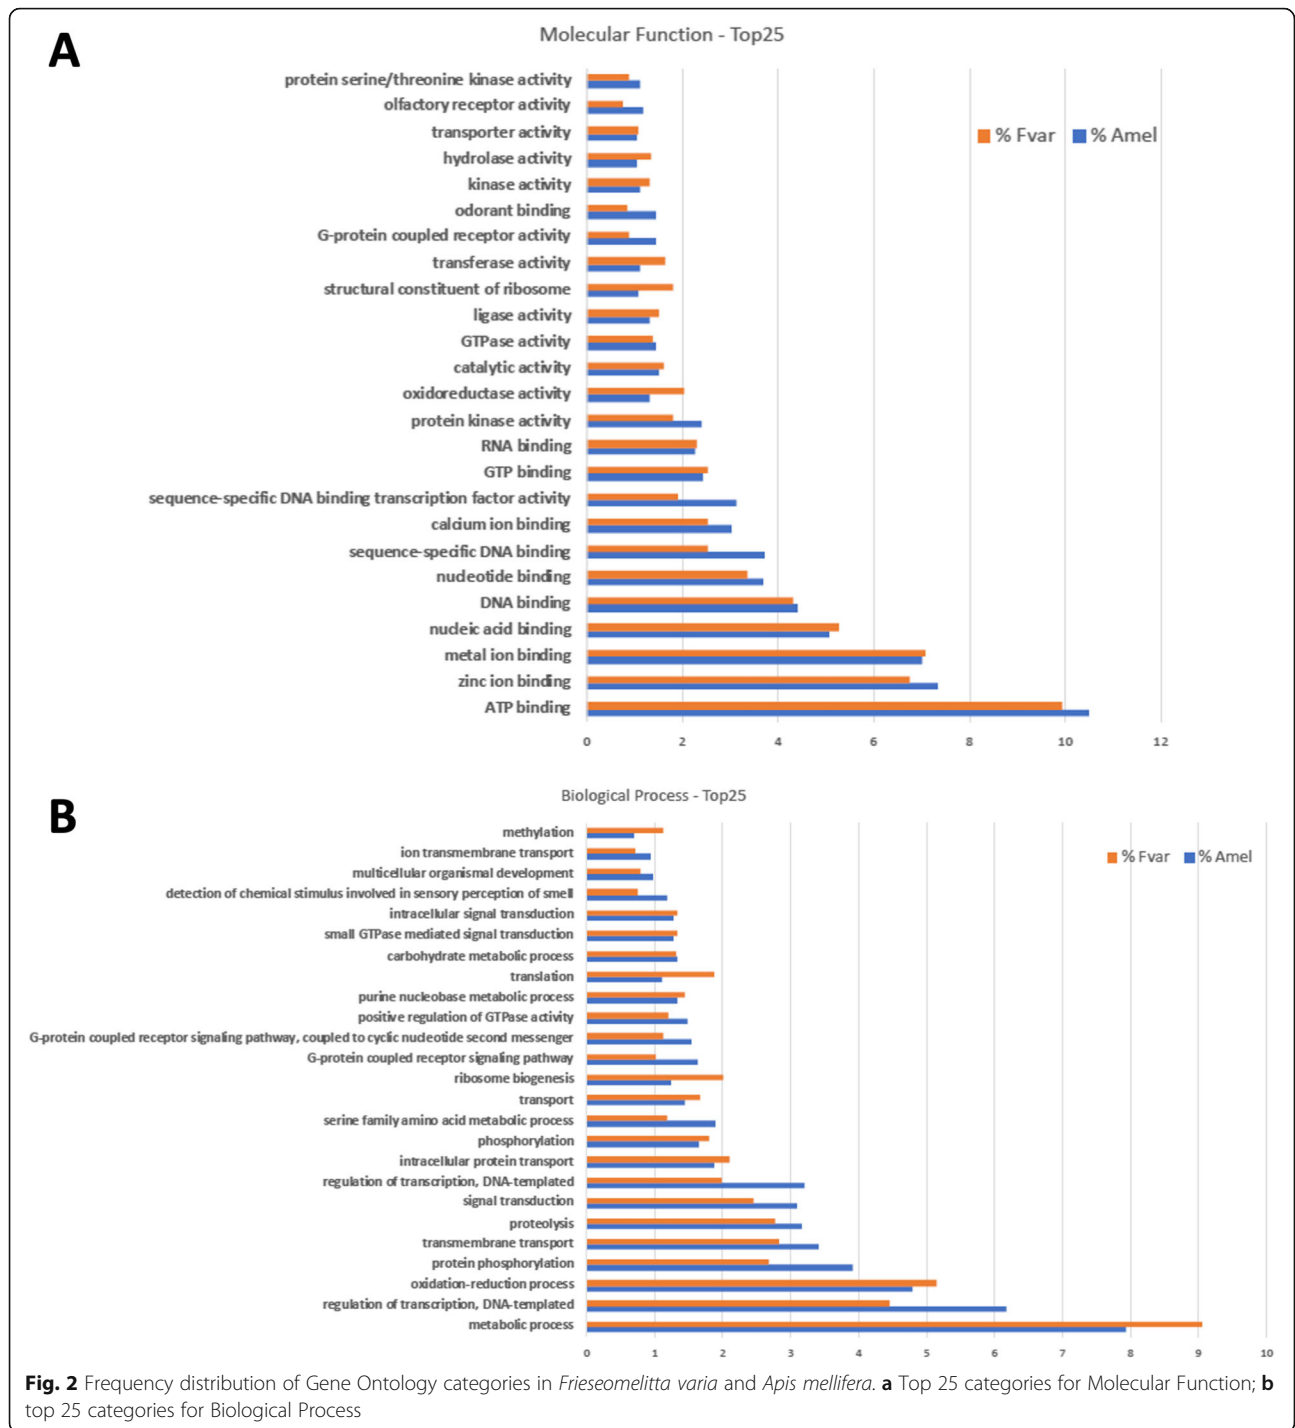 A
Molecular Function - Top25
protein serine/threonine kinase activity
olfactory receptor activity
transporter activity
% Fvar % Amel
hydrolase activity
kinase activity
odorant binding
G-protein coupled receptor activity
transferase activity
structural constituent of ribosome
ligase activity
GTPase activity
catalytic activity
oxidoreductase activity
protein kinase activity
RNA binding
GTP binding
sequence-specific DNA binding transcription factor activity
calcium ion binding
sequence-specific DNA binding
nucleotide binding
DNA binding
nucleic acid binding
metal ion binding
zinc ion binding
ATP binding
0 2 4 6 8 10 12
B
Biological Process - Top25
methylation
ion transmembrane transport
% Fvar % Amel
multicellular organismal development
detection of chemical stimulus involved in sensory perception of smell
intracellular signal transduction
small GTPase mediated signal transduction
carbohydrate metabolic process
translation
purine nucleobase metabolic process
positive regulation of GTPase activity
G-protein coupled receptor signaling pathway, coupled to cyclic nucleotide second messenger
G-protein coupled receptor signaling pathway
ribosome biogenesis
transport
serine family amino acid metabolic process
phosphorylation
intracellular protein transport
regulation of transcription, DNA-templated
signal transduction
proteolysis
transmembrane transport
protein phosphorylation
oxidation-reduction process
regulation of transcription, DNA-templated
metabolic process
0 1 2 3 4 5 6 7 8 9 10
Fig. 2 Frequency distribution of Gene Ontology categories in Frieseomelitta varia and Apis mellifera. a Top 25 categories for Molecular Function; b
top 25 categories for Biological Process